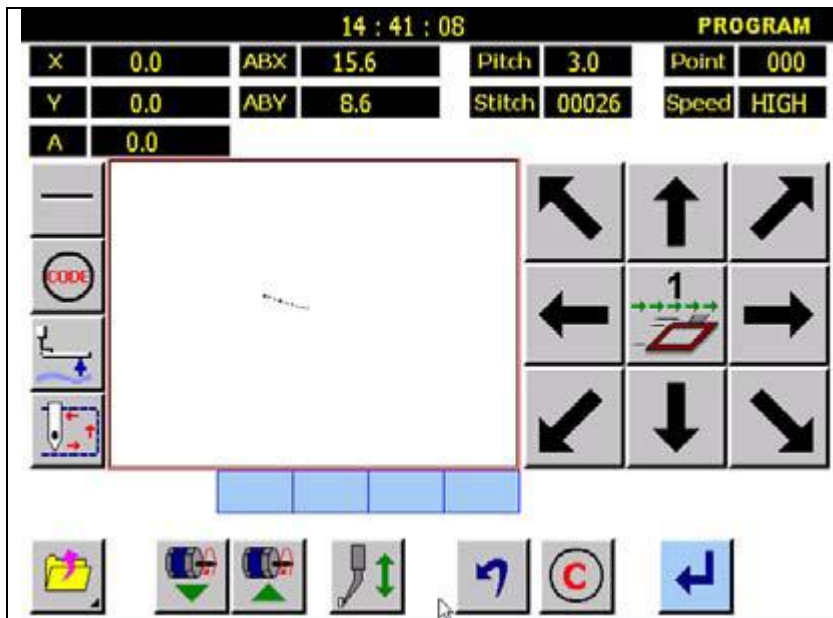 14 : 41 : 08 PROGRAM
X 0.0 ABX 15.6 Pitch 3.0 Point 000
Y 0.0 ABY 8.6 Stitch 00026 Speed HIGH
A 0.0
CODE
1
C